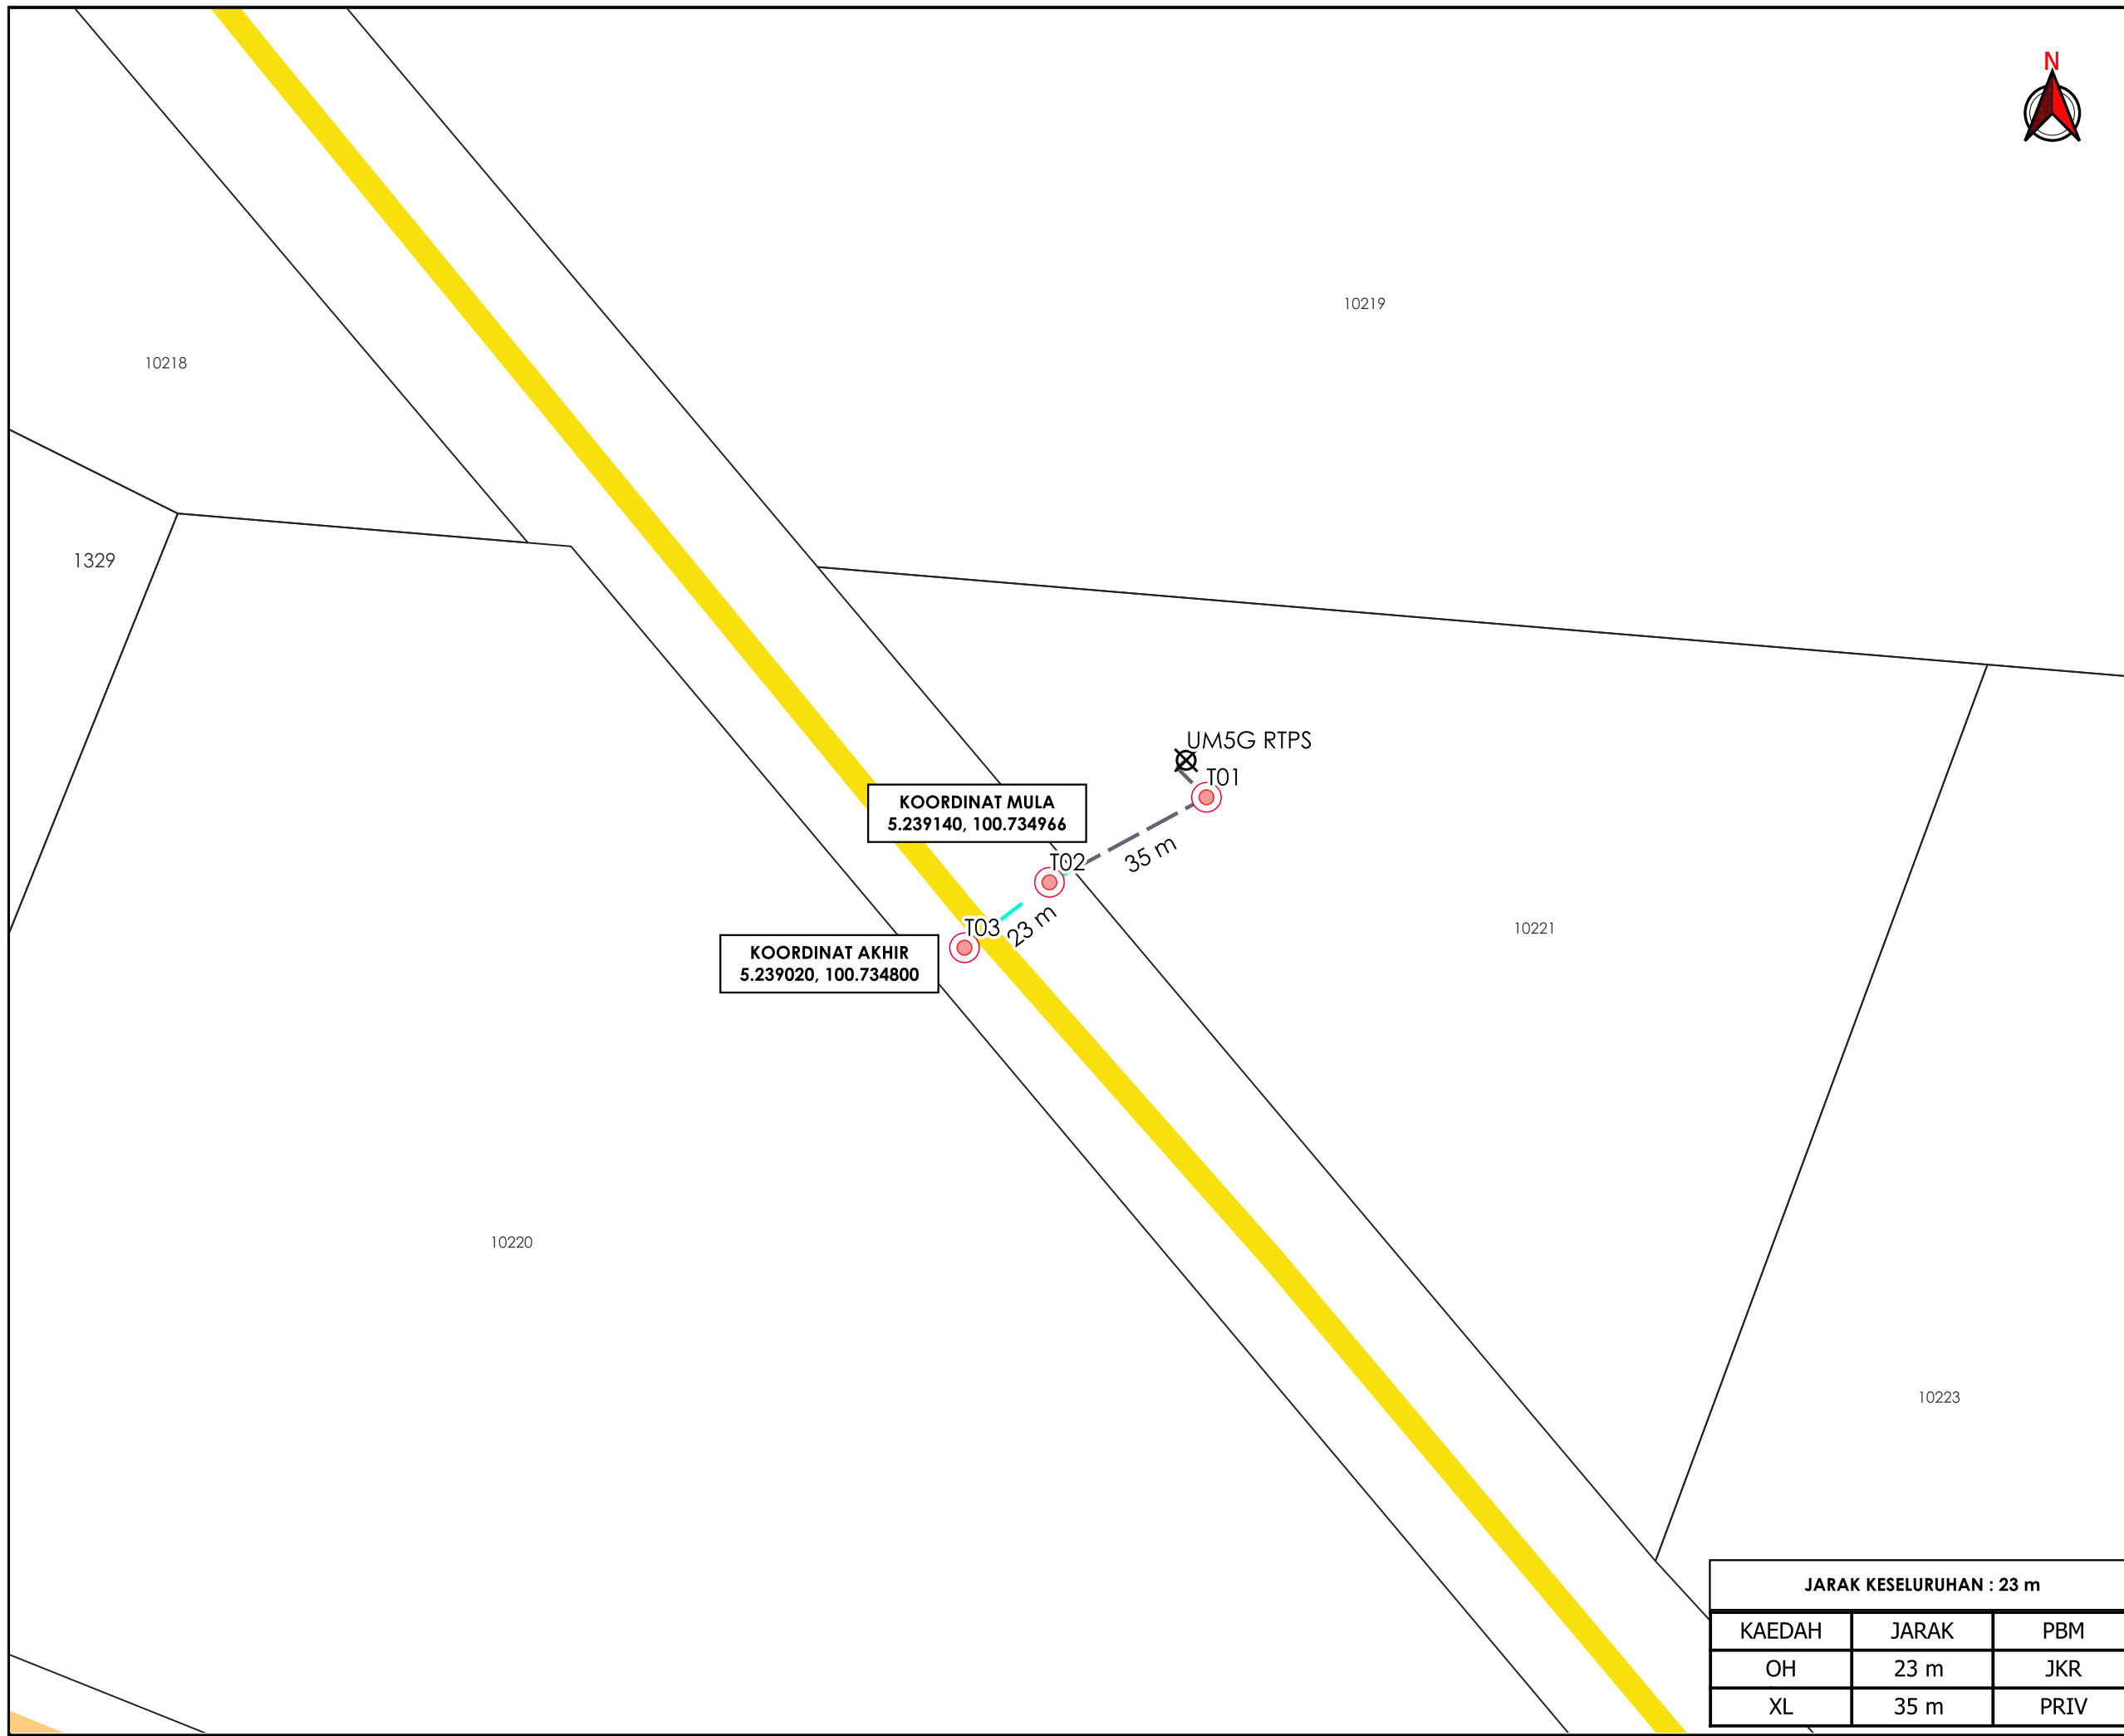 N
10219
10218
1329
UM5G RTPS
T01
KOORDINAT MULA
5.239140, 100.734966
35 m
T02
23 m
T03
10221
KOORDINAT AKHIR
5.239020, 100.734800
10220
10223
JARAK KESELURUHAN : 23 m
KAEDAH JARAK PBM
OH 23 m JKR
XL 35 m PRIV